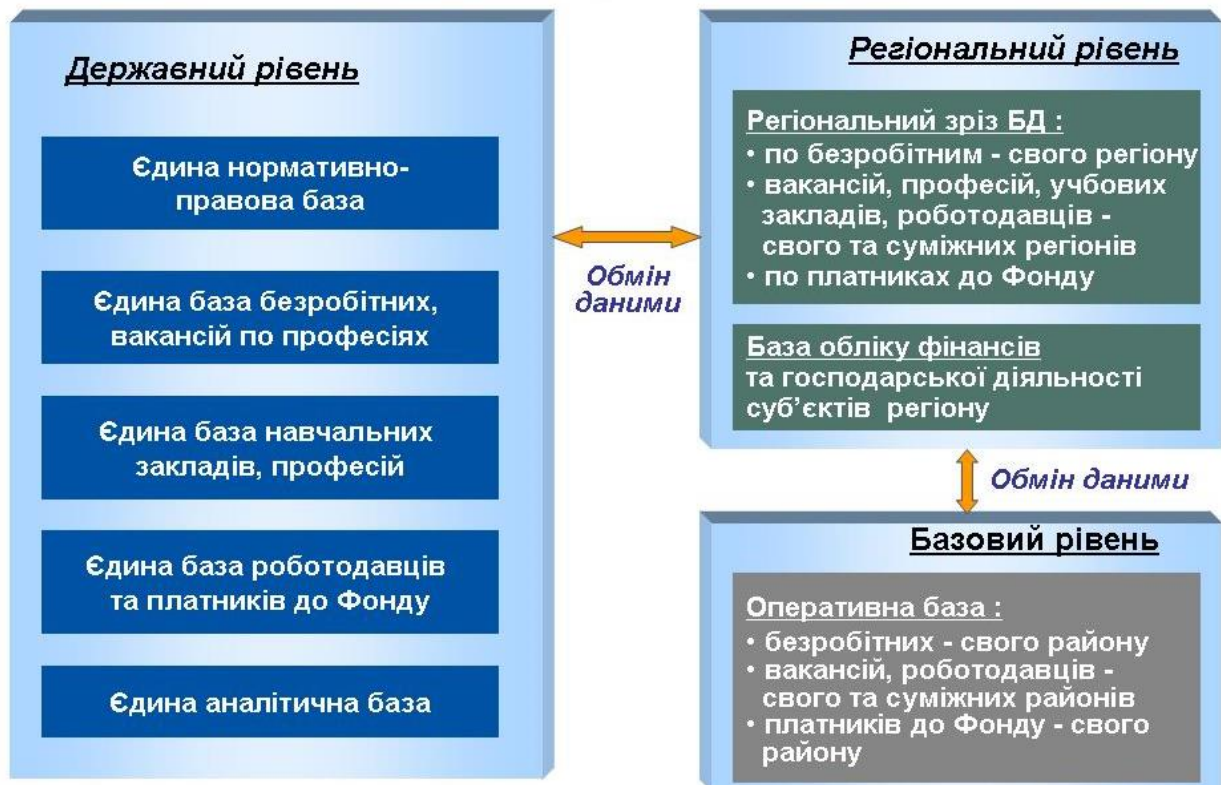 Державний рівень
Єдина нормативно-
правова база
Єдина база безробітних,
вакансій по професіях
Єдина база навчальних
закладів, професій
Єдина база роботодавців
та платників до Фонду
Єдина аналітична база
Обмін
даними
Регіональний рівень
Регіональний зріз БД :
• по безробітним - свого регіону
• вакансій, професій, учбових
закладів, роботодавців -
свого та суміжних регіонів
• по платниках до Фонду
База обліку фінансів
та господарської діяльності
суб’єктів регіону
Обмін даними
Базовий рівень
Оперативна база :
• безробітних - свого району
• вакансій, роботодавців -
свого та суміжних районів
• платників до Фонду - свого
району